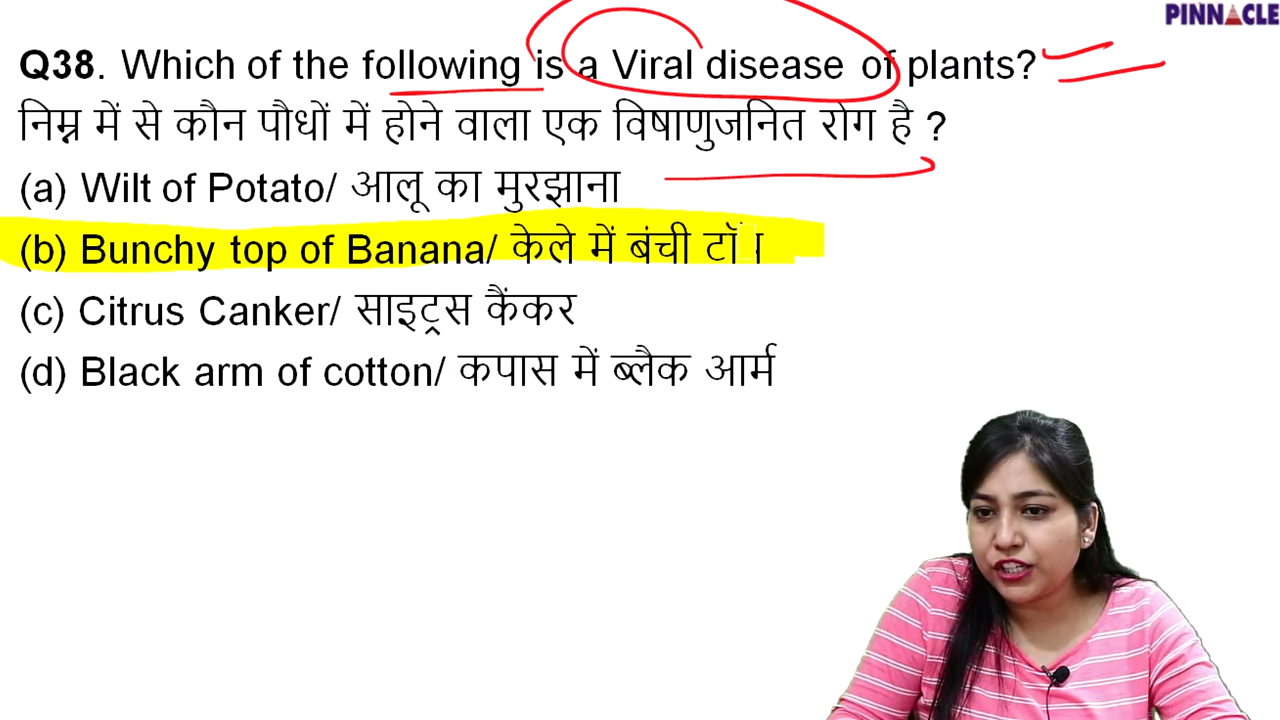 PINNACLE
Q38. Which of the following is a Viral disease of plants?
निम्न में से कौन पौधों में होने वाला एक विषाणुजनित रोग है ?
(a) Wilt of Potato/ आलू का मुरझाना
(b) Bunchy top of Banana/ केले में बंची
(c) Citrus Canker/ साइट्रस कैंकर
(d) Black arm of cotton/ कपास में ब्लैक आर्म